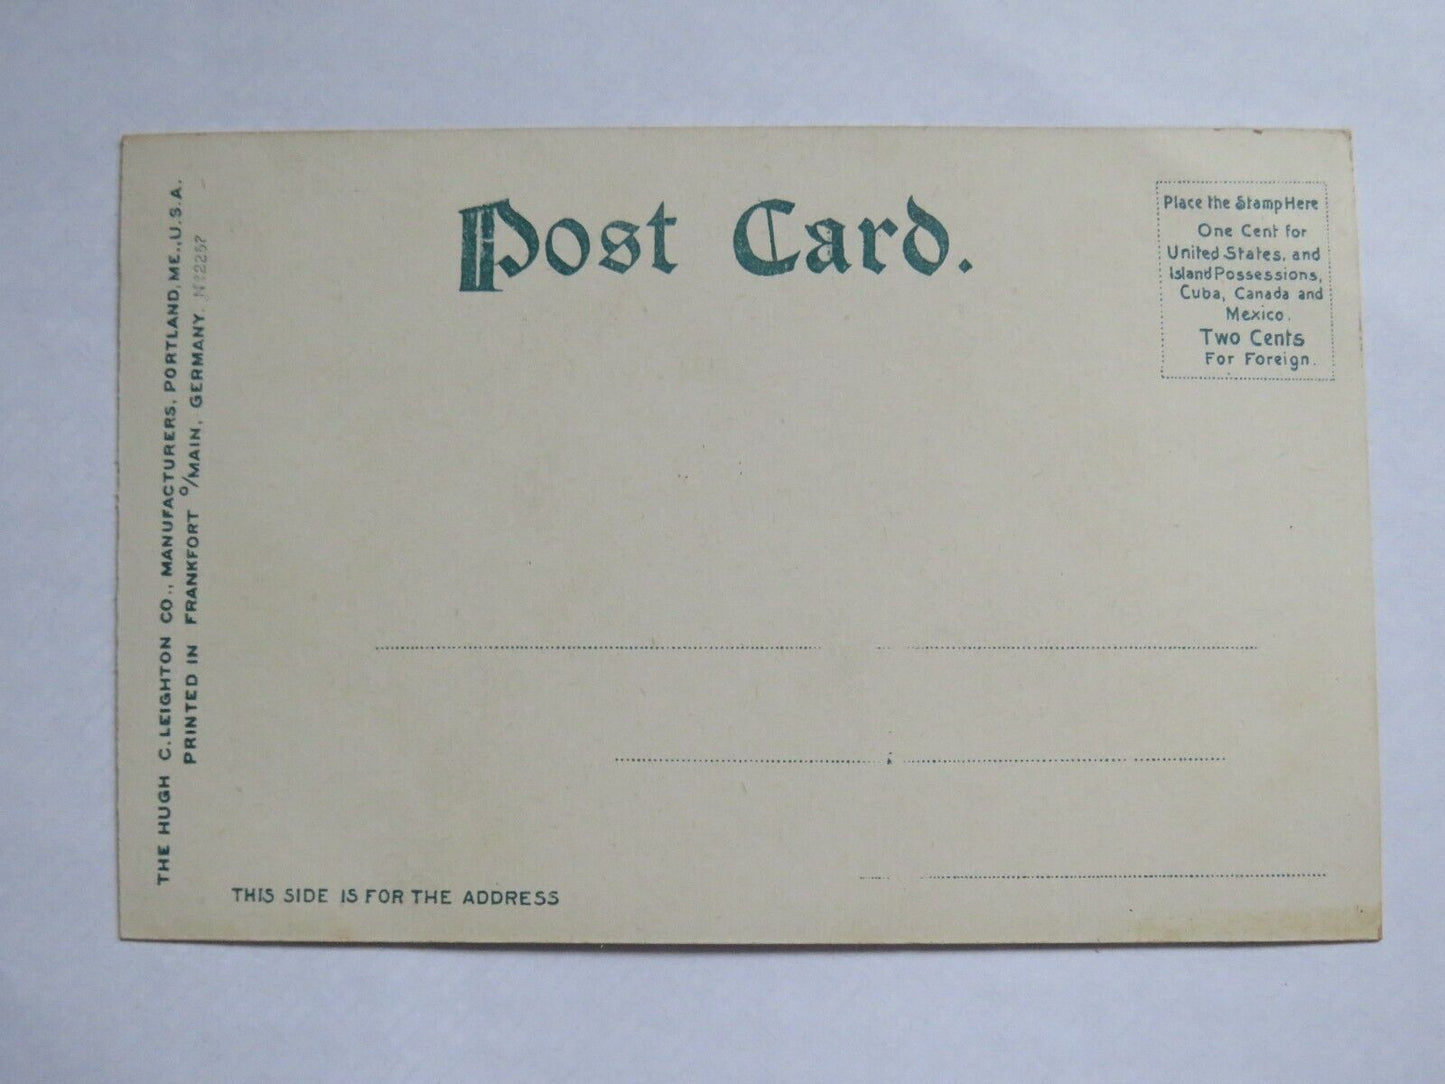 Post Card.
Place the Stamp Here
One Cent for
United States, and
Island Possessions,
Cuba, Canada and
Mexico.
Two Cents
For Foreign.
THE HUGH C. LEIGHTON CO., MANUFACTURERS, PORTLAND, ME., U.S.A.
PRINTED IN FRANKFORT O/MAIN, GERMANY.
THIS SIDE IS FOR THE ADDRESS